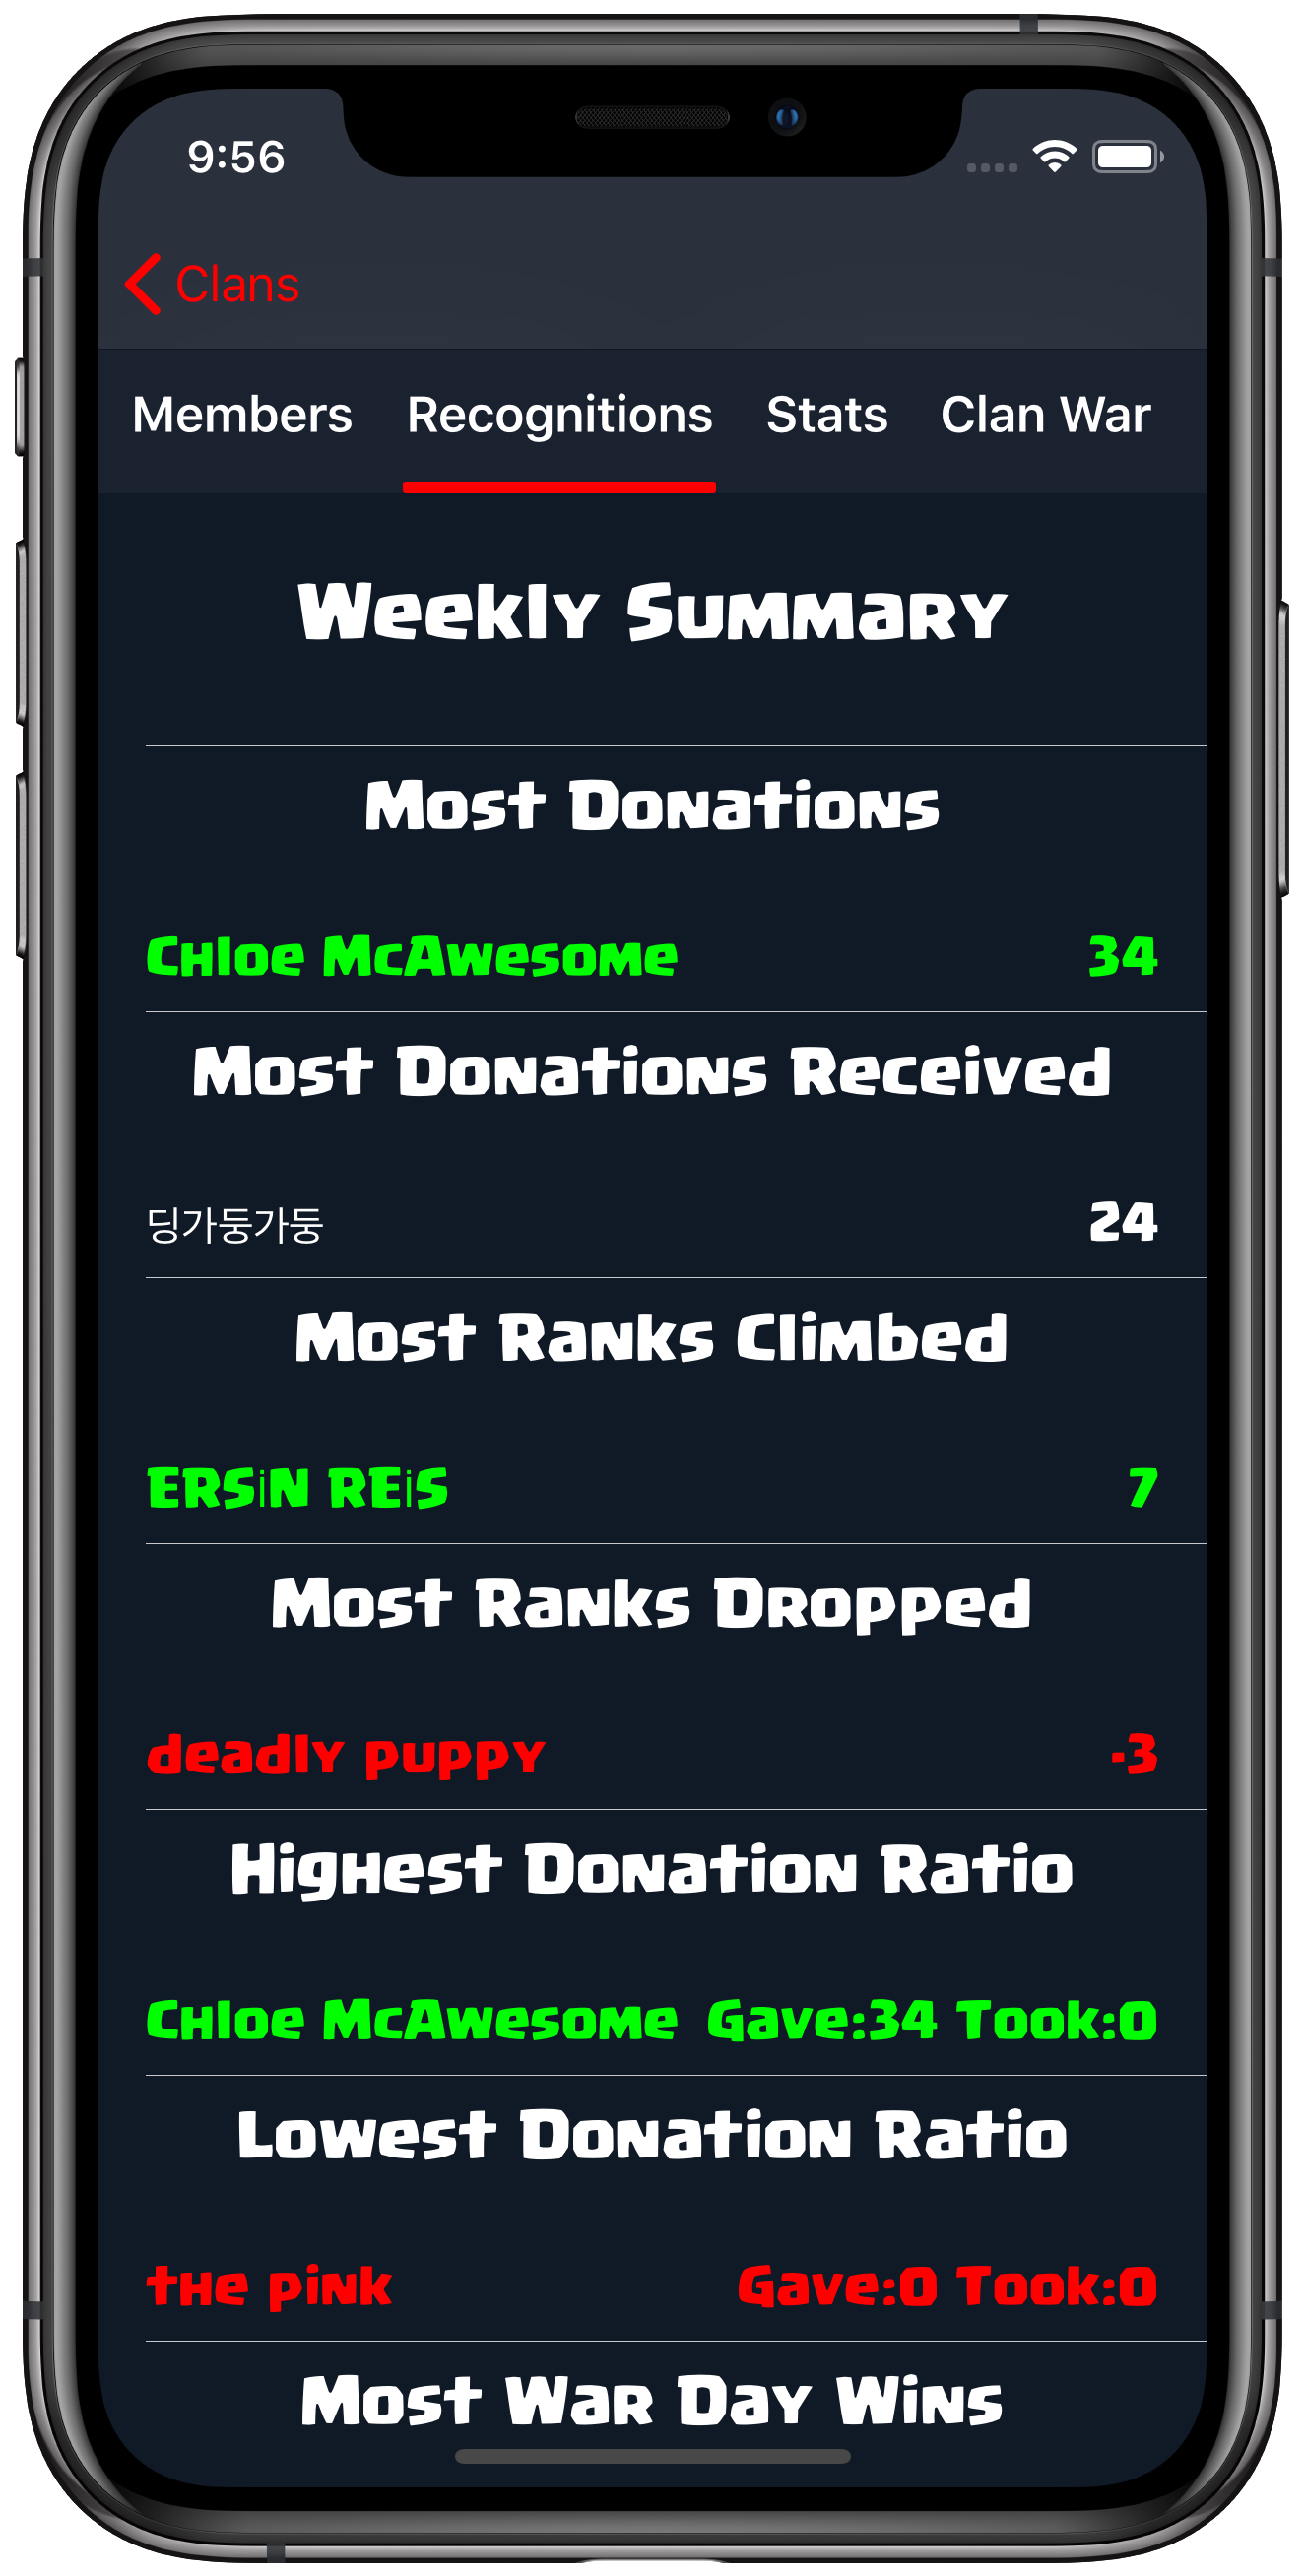 9:56
Clans
Members Recognitions Stats Clan War
Weekly Summary
Most Donations
Chloe McAwesome 34
Most Donations Received
딩가둥가둥 24
Most Ranks Climbed
ERSiN REiS 7
Most Ranks Dropped
deadly puppy -3
Highest Donation Ratio
Chloe McAwesome Gave:34 Took:0
Lowest Donation Ratio
the pink Gave:0 Took:0
Most War Day Wins